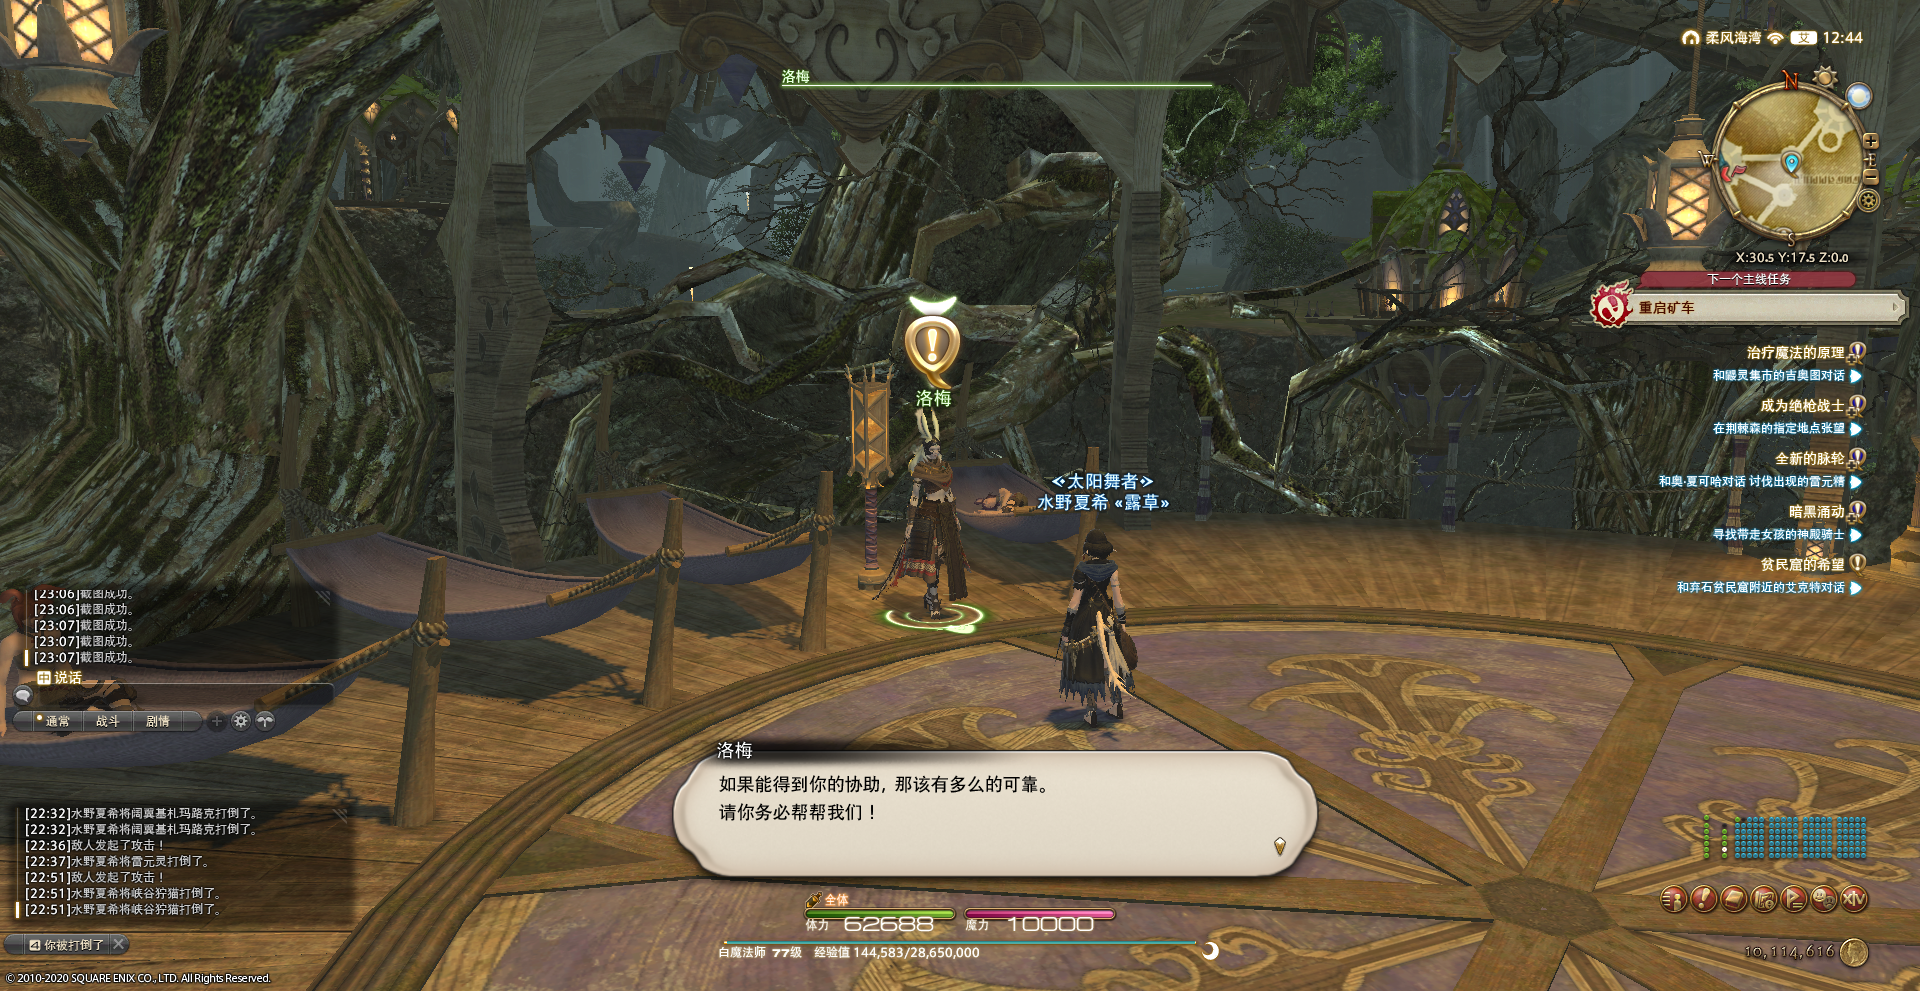 洛梅
柔风海湾 艾 12:44
N
W
E
S
X:30.5 Y:17.5 Z:0.0
下一个主线任务
重启矿车
治疗魔法的原理
和鼹灵集市的吉奥图对话
成为绝枪战士
在荆棘森的指定地点张望
全新的脉轮
和奥·夏可哈对话 讨伐出现的雷元精
暗黑涌动
寻找带走女孩的神殿骑士
贫民窟的希望
和弃石贫民窟附近的艾克特对话
洛梅
太阳舞者
水野夏希 «露草»
[23:06]截图成功。
[23:06]截图成功。
[23:07]截图成功。
[23:07]截图成功。
[23:07]截图成功。
说话
通常 战斗 剧情
洛梅
如果能得到你的协助，那该有多么的可靠。
请你务必帮帮我们！
[22:32]水野夏希将阔翼基札玛路克打倒了。
[22:32]水野夏希将阔翼基札玛路克打倒了。
[22:36]敌人发起了攻击！
[22:37]水野夏希将雷元灵打倒了。
[22:51]敌人发起了攻击！
[22:51]水野夏希将峡谷狞猫打倒了。
[22:51]水野夏希将峡谷狞猫打倒了。
4 你被打倒了
全体
体力 62688 魔力 10000
白魔法师 77级 经验值 144,583/28,650,000
XIV
10,114,616
© 2010-2020 SQUARE ENIX CO., LTD. All Rights Reserved.